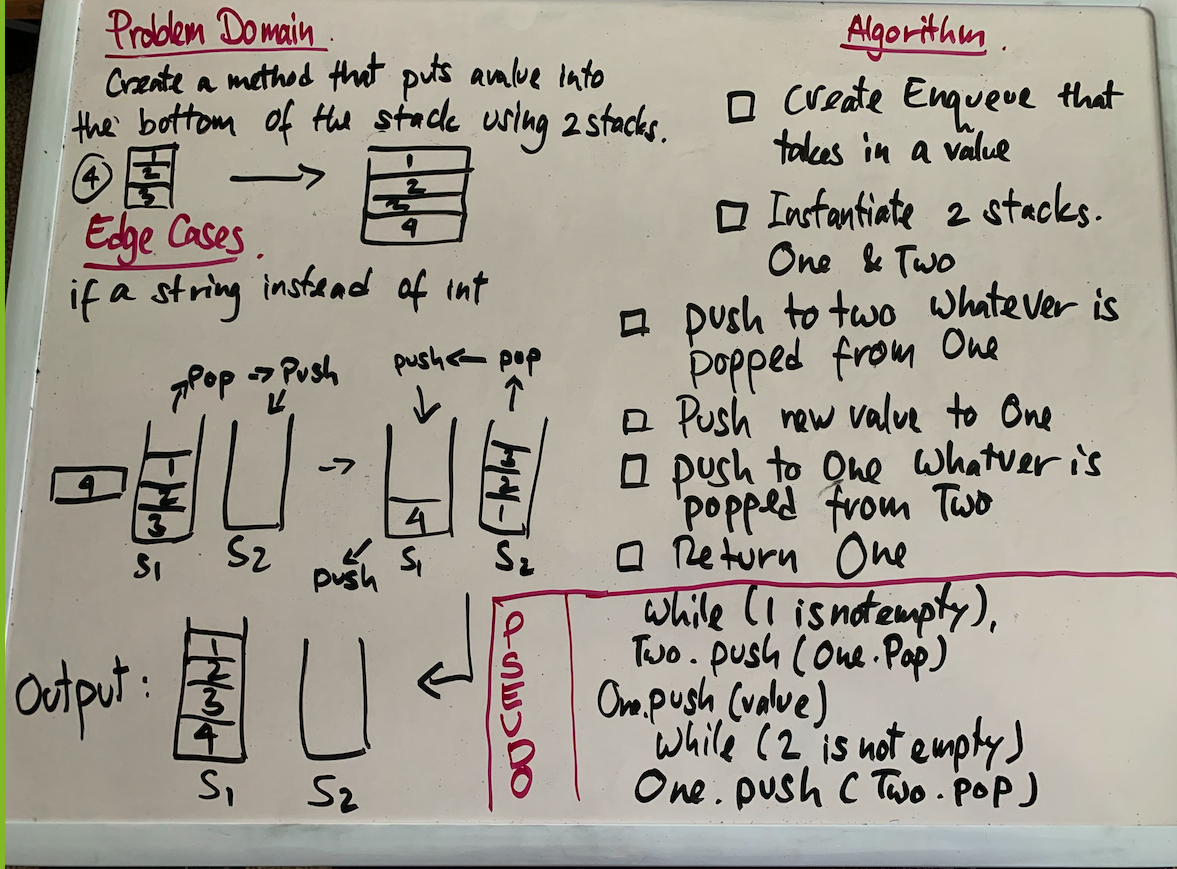 Problem Domain.
Create a method that puts avalue into
the bottom of the stack using 2 stacks.
4
1
2
3
1
2
3
4
Edge Cases.
if a string instead of int
Pop -> Push
4
1
2
3
S1
S2
->
push <- pop
4
push
S1
3
2
1
S2
Output:
1
2
3
4
S1
S2
Algorithm.
Create Enqueue that
takes in a value
Instantiate 2 stacks.
One & Two
push to two whatever is
popped from One
Push new value to One
push to One whatver is
popped from Two
Return One
PSEUDO
while (1 is not empty),
Two.push (One.Pop)
One.push (value)
while (2 is not empty)
One.push (Two.pop)